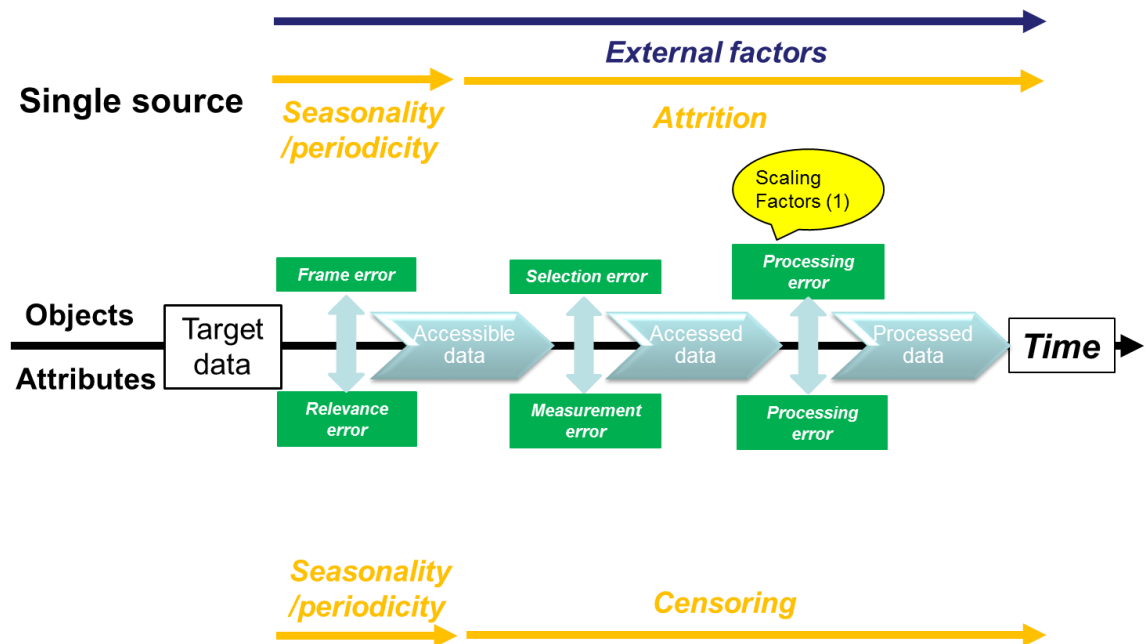 External factors
Single source
Seasonality
/periodicity
Attrition
Scaling
Factors (1)
Frame error
Selection error
Processing
error
Objects
Attributes
Target
data
Accessible
data
Accessed
data
Processed
data
Time
Relevance
error
Measurement
error
Processing
error
Seasonality
/periodicity
Censoring